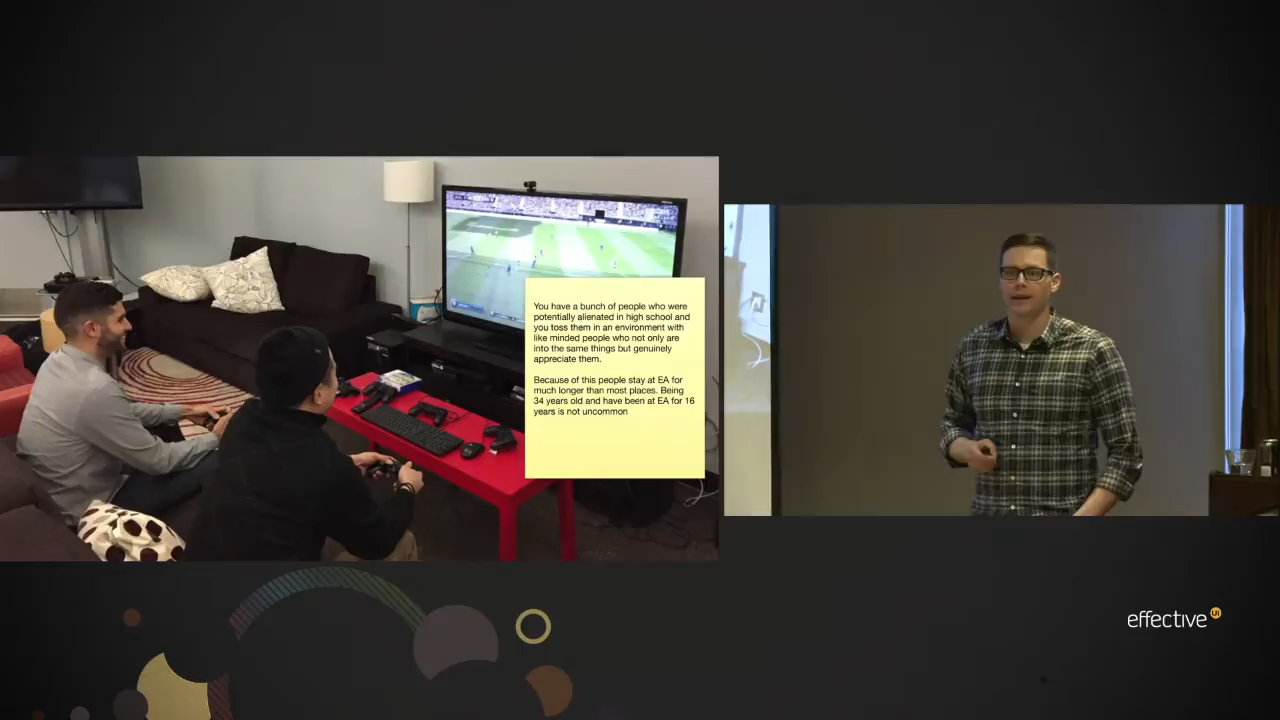 You have a bunch of people who were
potentially alienated in high school and
you toss them in an environment with
like minded people who not only are
into the same things but genuinely
appreciate them.
Because of this people stay at EA for
much longer than most places. Being
34 years old and have been at EA for 16
years is not uncommon
effective UI